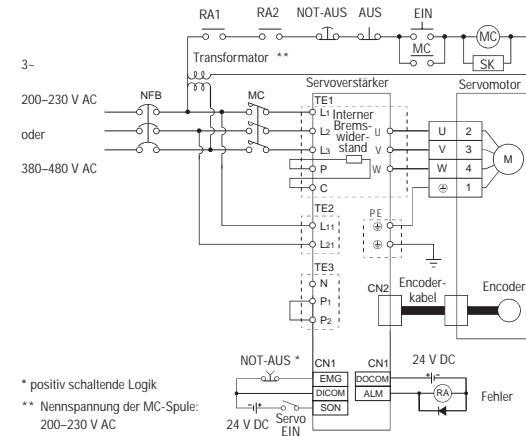 RA1 RA2 NOT-AUS AUS EIN
MC
MC
SK
Transformator **
3~
200–230 V AC
oder
380–480 V AC
NFB
MC
Servoverstärker
Servomotor
TE1
L1
L2
L3
P
C
Interner
Brems-
wider-
stand
U
V
W
U 2
V 3
W 4
1
M
TE2
L11
L21
PE
TE3
N
P1
P2
CN2
Encoder-
kabel
Encoder
NOT-AUS *
CN1
EMG
DICOM
SON
24 V DC
Servo
EIN
CN1
DOCOM
ALM
24 V DC
RA
Fehler
* positiv schaltende Logik
** Nennspannung der MC-Spule:
200–230 V AC